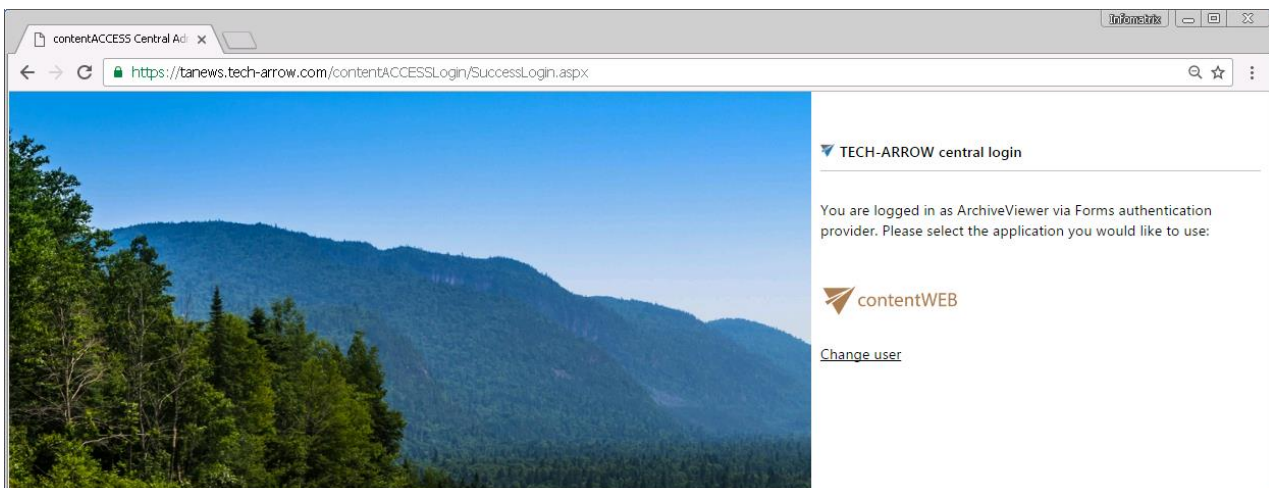 Infomatrix
contentACCESS Central Ad
https://tanews.tech-arrow.com/contentACCESSLogin/SuccessLogin.aspx
TECH-ARROW central login
You are logged in as ArchiveViewer via Forms authentication
provider. Please select the application you would like to use:
contentWEB
Change user